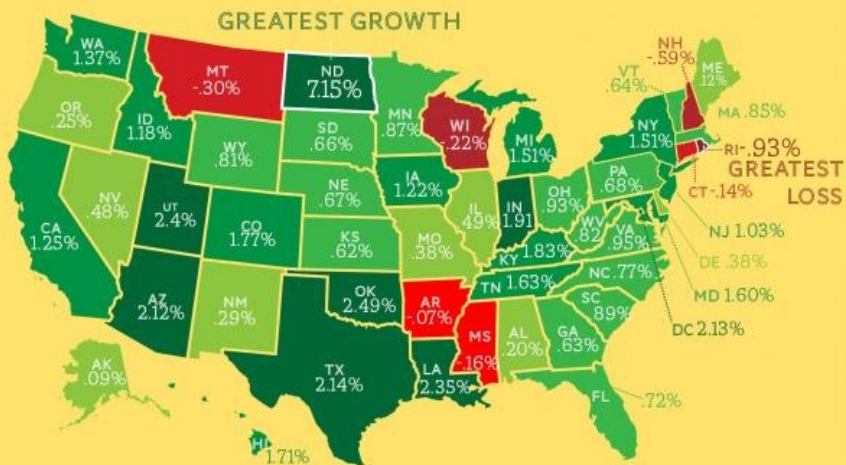 GREATEST GROWTH
WA
1.37%
MT
-.30%
ND
7.15%
OR
.25%
ID
1.18%
WY
.81%
SD
.66%
MN
.87%
WI
-.22%
MI
1.51%
NY
1.51%
VT
.64%
NH
-.59%
ME
.12%
MA .85%
RI-.93%
GREATEST
LOSS
CT -.14%
CA
1.25%
NV
.48%
UT
2.4%
CO
1.77%
NE
.67%
KS
.62%
IA
1.22%
MO
.38%
IL
.49%
IN
1.91
OH
.93%
PA
.68%
WV
.82
VA
.95%
KY 1.83%
NJ 1.03%
DE .38%
MD 1.60%
DC 2.13%
AZ
2.12%
NM
.29%
OK
2.49%
AR
-.07%
TN 1.63%
NC .77%
SC
.89%
MS
-.16%
AL
.20%
GA
.63%
TX
2.14%
LA
2.35%
FL
.72%
AK
.09%
HI
1.71%